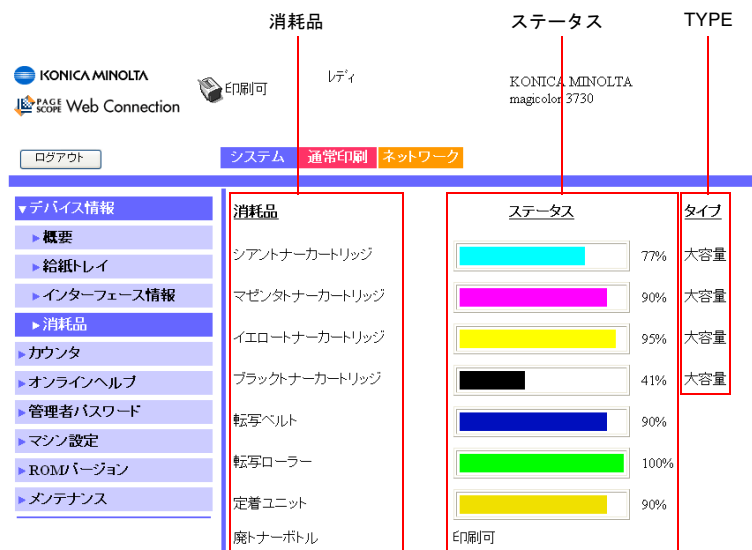 消耗品 ステータス TYPE
KONICA MINOLTA
PAGE SCOPE Web Connection
印刷可
レディ
KONICA MINOLTA
magicolor 3730
ログアウト
システム 通常印刷 ネットワーク
▼デバイス情報
▶概要
▶給紙トレイ
▶インターフェース情報
▶消耗品
▶カウンタ
▶オンラインヘルプ
▶管理者パスワード
▶マシン設定
▶ROMバージョン
▶メンテナンス
消耗品 ステータス タイプ
シアントナーカートリッジ 77% 大容量
マゼンタトナーカートリッジ 90% 大容量
イエロートナーカートリッジ 95% 大容量
ブラックトナーカートリッジ 41% 大容量
転写ベルト 90%
転写ローラー 100%
定着ユニット 90%
廃トナーボトル 印刷可